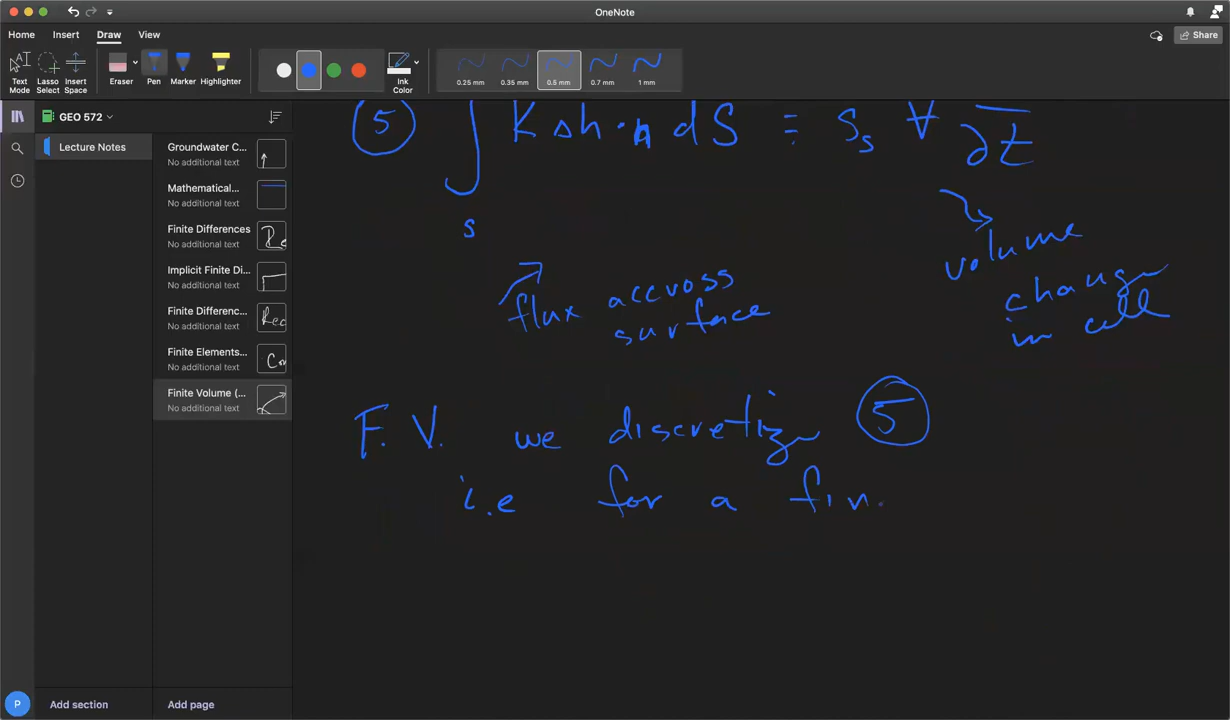 OneNote
Home Insert Draw View
Share
Text Mode Lasso Select Insert Space Eraser Pen Marker Highlighter Ink Color 0.25 mm 0.35 mm 0.5 mm 0.7 mm 1 mm
GEO 572
Lecture Notes
Groundwater C...
No additional text
Mathematical...
No additional text
Finite Differences
No additional text
Implicit Finite Di...
No additional text
Finite Differenc...
No additional text
Finite Elements...
No additional text
Finite Volume (...
No additional text
Add section
Add page
P
5 ∫ K ∆h · n dS = Ss ∀ ∂t
s
flux accross
surface
volume
change
in cell
F. V. we discretize 5
i.e for a fin